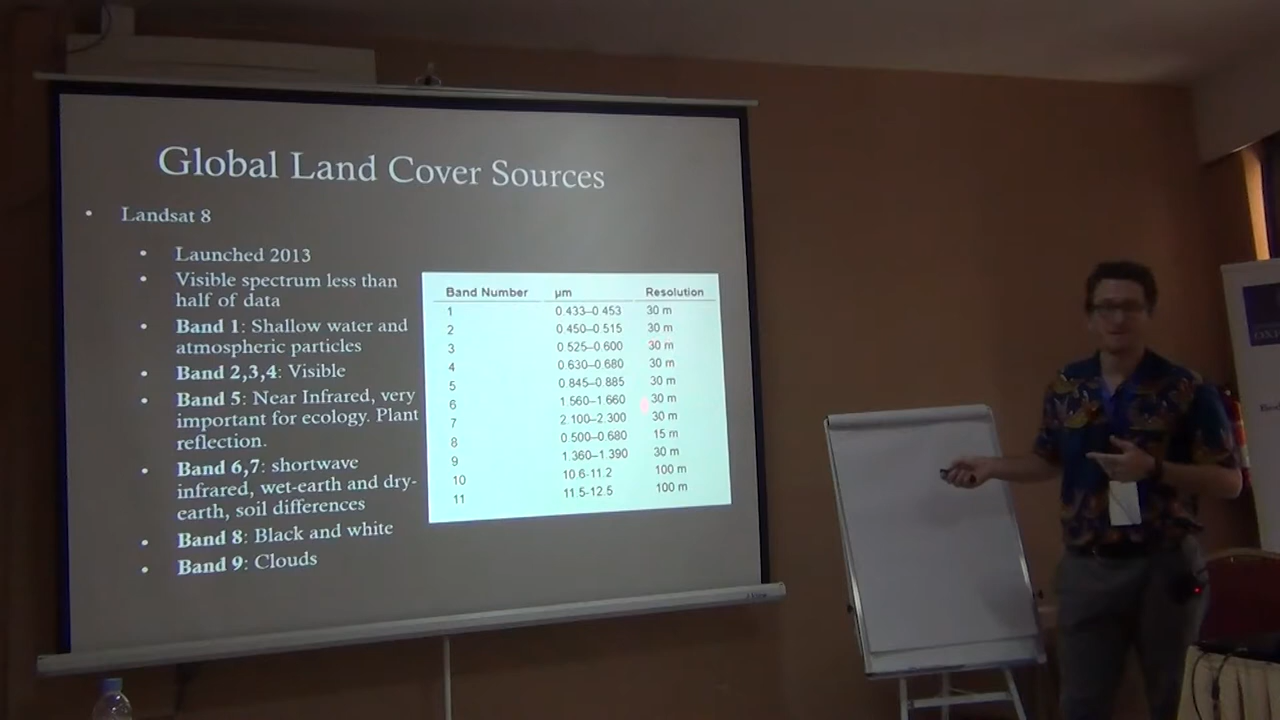 Global Land Cover Sources
• Landsat 8
• Launched 2013
• Visible spectrum less than
half of data
• Band 1: Shallow water and
atmospheric particles
• Band 2,3,4: Visible
• Band 5: Near Infrared, very
important for ecology. Plant
reflection.
• Band 6,7: shortwave
infrared, wet-earth and dry-
earth, soil differences
• Band 8: Black and white
• Band 9: Clouds
Band Number µm Resolution
1 0.433–0.453 30 m
2 0.450–0.515 30 m
3 0.525–0.600 30 m
4 0.630–0.680 30 m
5 0.845–0.885 30 m
6 1.560–1.660 30 m
7 2.100–2.300 30 m
8 0.500–0.680 15 m
9 1.360–1.390 30 m
10 10.6-11.2 100 m
11 11.5-12.5 100 m